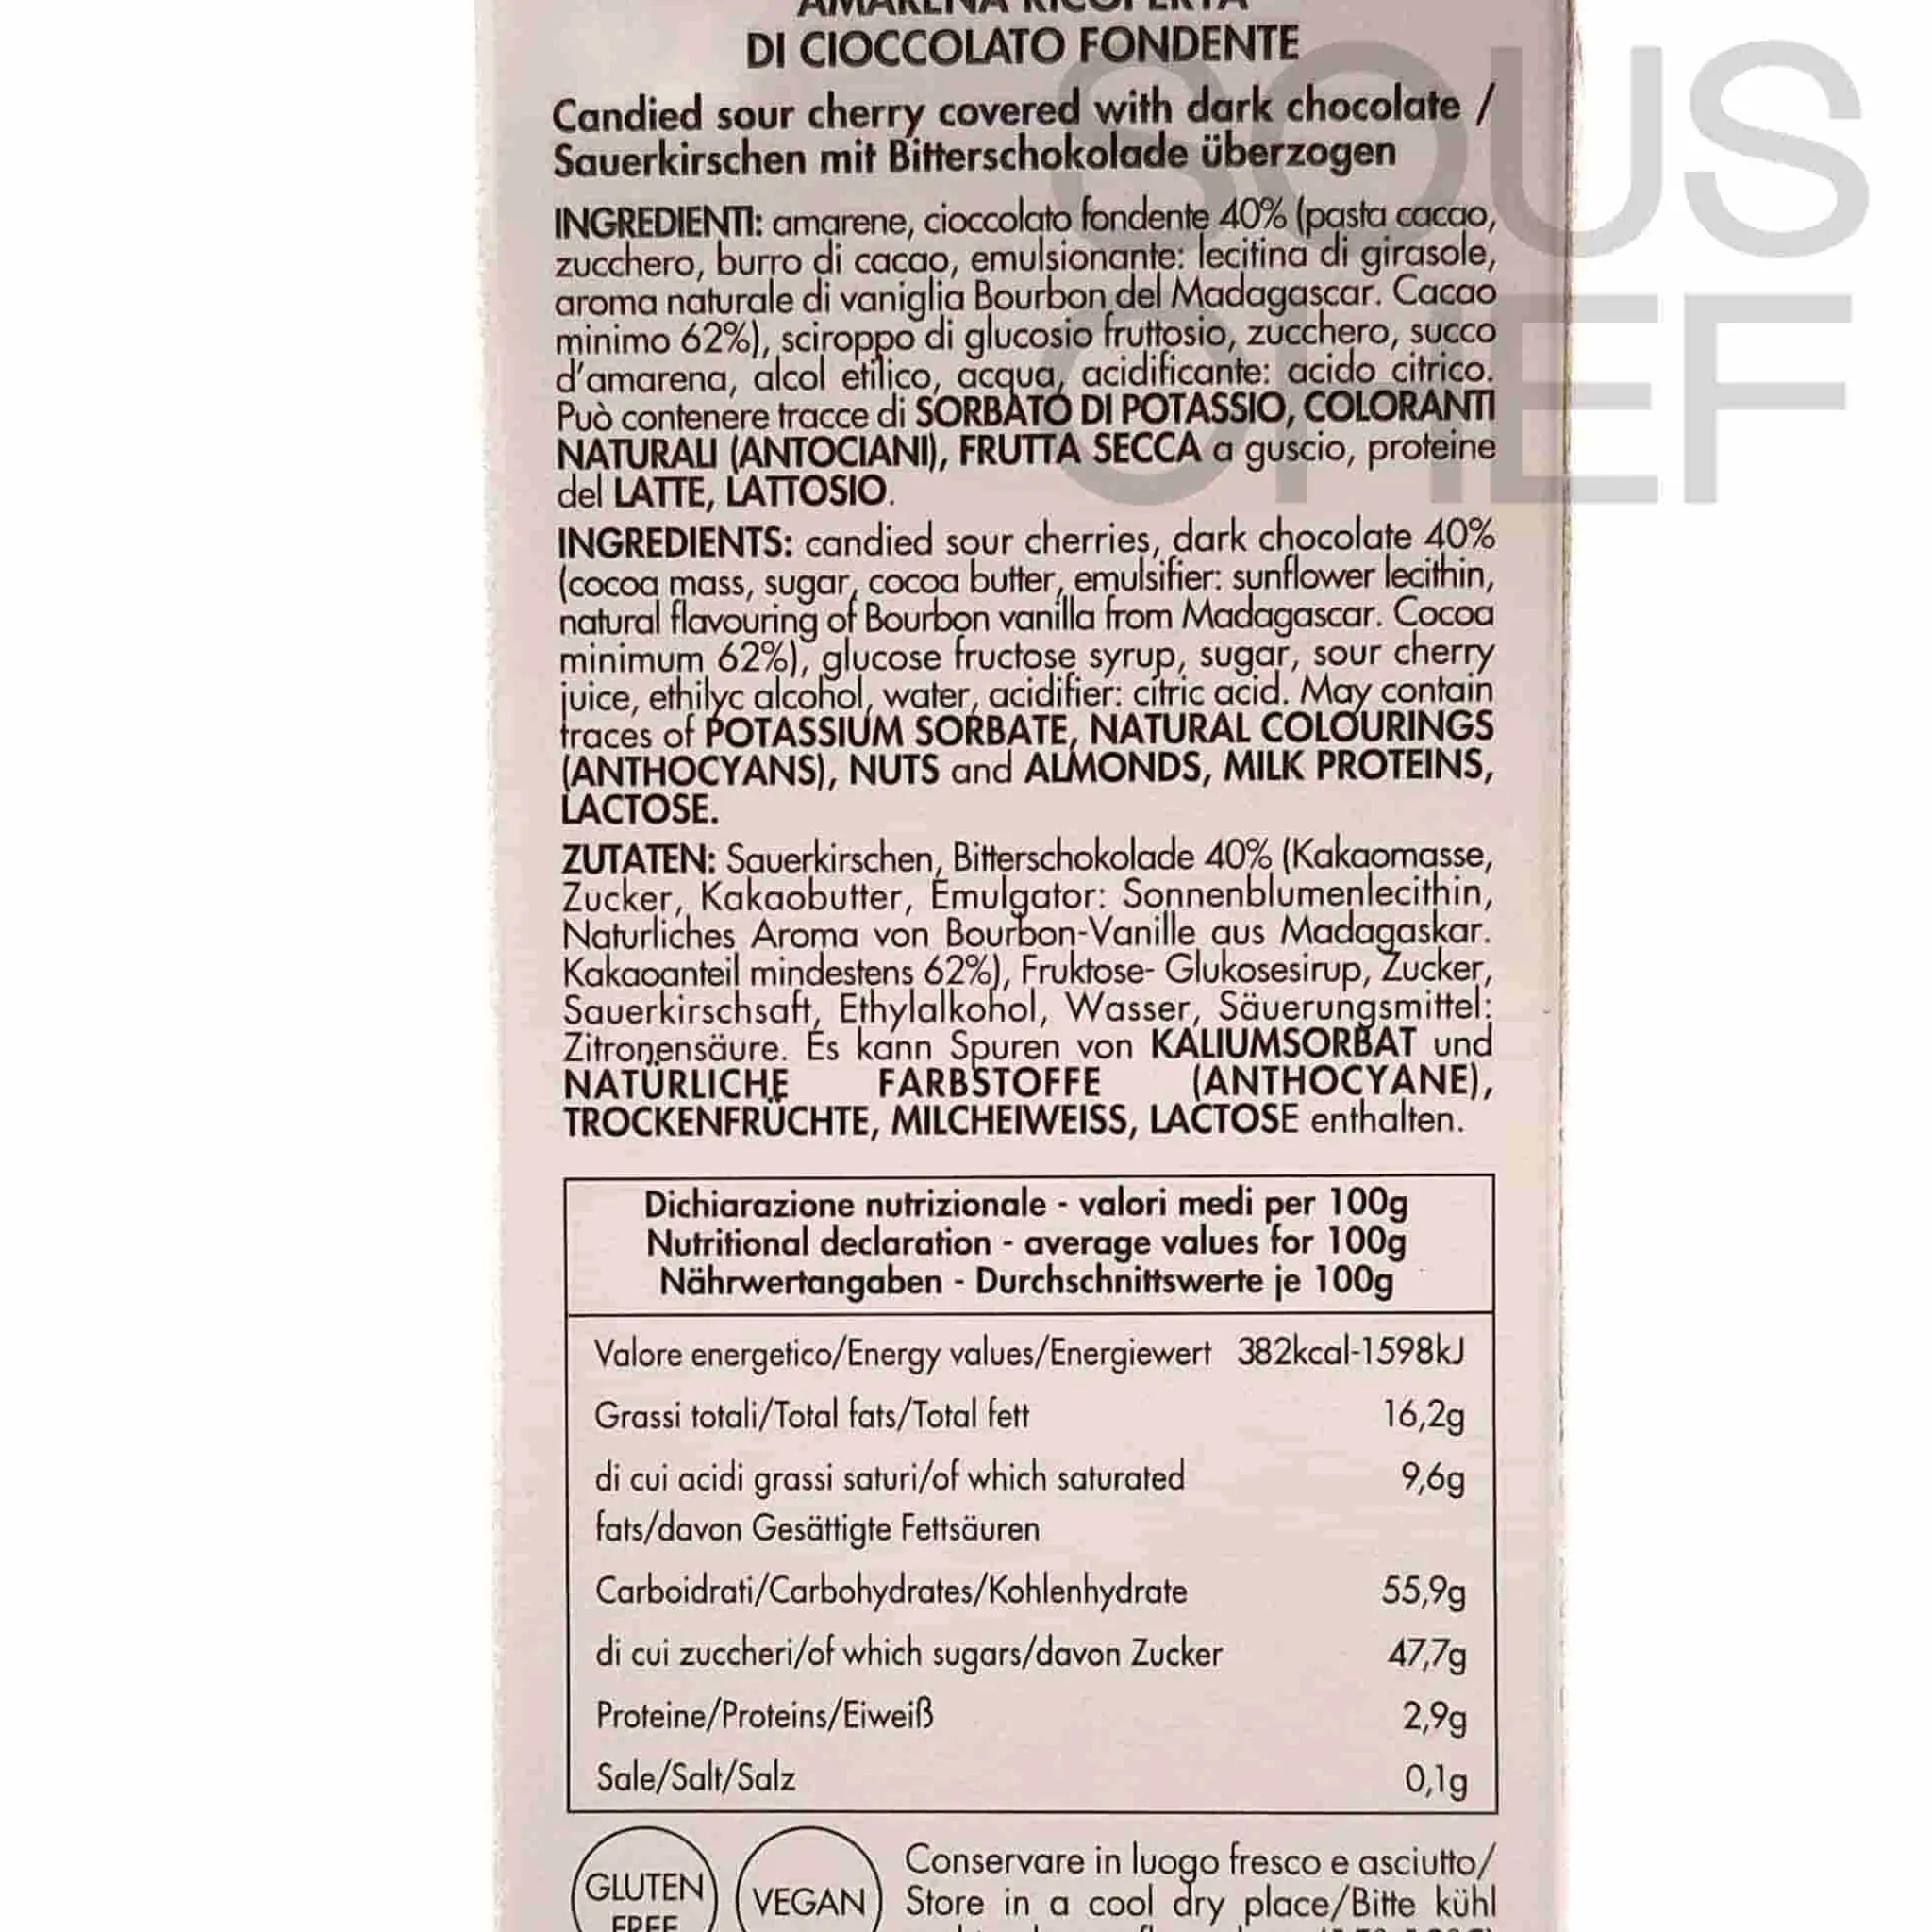 AMARENA RICOPERTA
DI CIOCCOLATO FONDENTE
Candied sour cherry covered with dark chocolate /
Sauerkirschen mit Bitterschokolade überzogen
INGREDIENTI: amarene, cioccolato fondente 40% (pasta cacao,
zucchero, burro di cacao, emulsionante: lecitina di girasole,
aroma naturale di vaniglia Bourbon del Madagascar. Cacao
minimo 62%), sciroppo di glucosio fruttosio, zucchero, succo
d'amarena, alcol etilico, acqua, acidificante: acido citrico.
Può contenere tracce di SORBATO DI POTASSIO, COLORANTI
NATURALI (ANTOCIANI), FRUTTA SECCA a guscio, proteine
del LATTE, LATTOSIO.
INGREDIENTS: candied sour cherries, dark chocolate 40%
(cocoa mass, sugar, cocoa butter, emulsifier: sunflower lecithin,
natural flavouring of Bourbon vanilla from Madagascar. Cocoa
minimum 62%), glucose fructose syrup, sugar, sour cherry
juice, ethilyc alcohol, water, acidifier: citric acid. May contain
traces of POTASSIUM SORBATE, NATURAL COLOURINGS
(ANTHOCYANS), NUTS and ALMONDS, MILK PROTEINS,
LACTOSE.
ZUTATEN: Sauerkirschen, Bitterschokolade 40% (Kakaomasse,
Zucker, Kakaobutter, Emulgator: Sonnenblumenlecithin,
Naturliches Aroma von Bourbon-Vanille aus Madagaskar.
Kakaoanteil mindestens 62%), Fruktose- Glukosesirup, Zucker,
Sauerkirschsaft, Ethylalkohol, Wasser, Säuerungsmittel:
Zitronensäure. Es kann Spuren von KALIUMSORBAT und
NATÜRLICHE FARBSTOFFE (ANTHOCYANE),
TROCKENFRÜCHTE, MILCHEIWEISS, LACTOSE enthalten.
Dichiarazione nutrizionale - valori medi per 100g
Nutritional declaration - average values for 100g
Nährwertangaben - Durchschnittswerte je 100g
Valore energetico/Energy values/Energiewert 382kcal-1598kJ
Grassi totali/Total fats/Total fett 16,2g
di cui acidi grassi saturi/of which saturated 9,6g
fats/davon Gesättigte Fettsäuren
Carboidrati/Carbohydrates/Kohlenhydrate 55,9g
di cui zuccheri/of which sugars/davon Zucker 47,7g
Proteine/Proteins/Eiweiß 2,9g
Sale/Salt/Salz 0,1g
GLUTEN
FREE
VEGAN
Conservare in luogo fresco e asciutto/
Store in a cool dry place/Bitte kühl
SOUS
CHEF